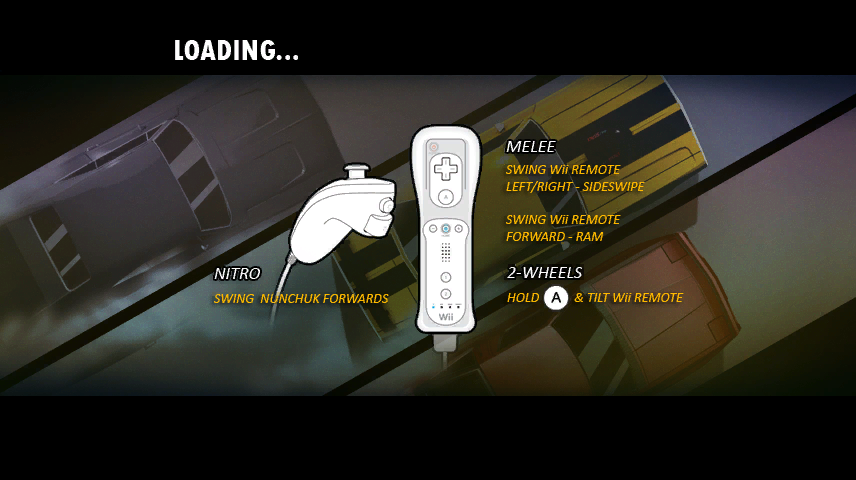 LOADING...
MELEE
SWING Wii REMOTE
LEFT/RIGHT - SIDESWIPE
SWING Wii REMOTE
FORWARD - RAM
NITRO
SWING NUNCHUK FORWARDS
2-WHEELS
HOLD A & TILT Wii REMOTE
A
Wii